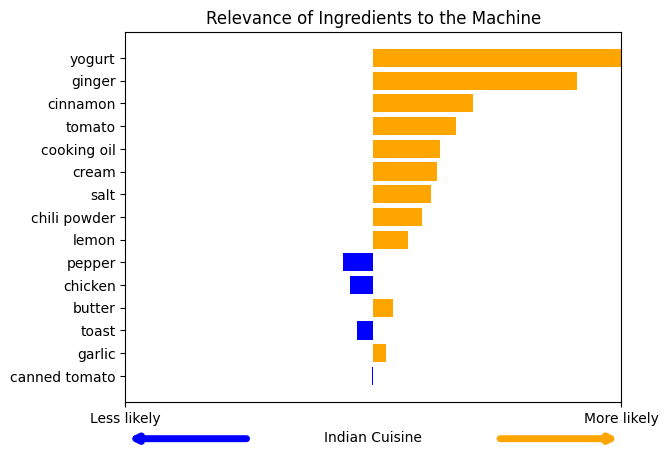 Relevance of Ingredients to the Machine
yogurt
ginger
cinnamon
tomato
cooking oil
cream
salt
chili powder
lemon
pepper
chicken
butter
toast
garlic
canned tomato
Less likely
More likely
Indian Cuisine